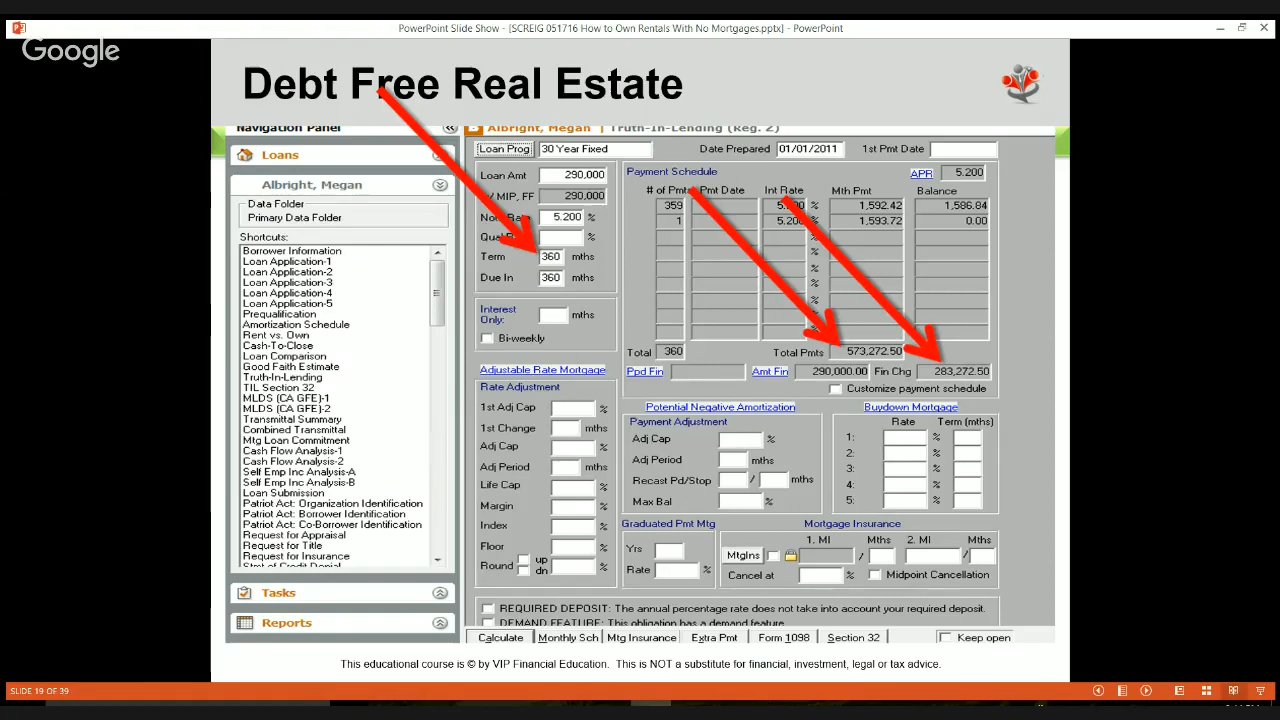 PowerPoint Slide Show - [SCREIG 051716 How to Own Rentals With No Mortgages.pptx] - PowerPoint
Google
Debt Free Real Estate
Navigation Panel
Albright, Megan | Truth-In-Lending (Reg. Z)
Loans
Albright, Megan
Data Folder
Primary Data Folder
Shortcuts:
Borrower Information
Loan Application-1
Loan Application-2
Loan Application-3
Loan Application-4
Loan Application-5
Prequalification
Amortization Schedule
Rent vs. Own
Cash-To-Close
Loan Comparison
Good Faith Estimate
Truth-In-Lending
TIL Section 32
MLDS (CA GFE)-1
MLDS (CA GFE)-2
Transmittal Summary
Combined Transmittal
Mtg Loan Commitment
Cash Flow Analysis-1
Cash Flow Analysis-2
Self Emp Inc Analysis-A
Self Emp Inc Analysis-B
Loan Submission
Patriot Act: Organization Identification
Patriot Act: Borrower Identification
Patriot Act: Co-Borrower Identification
Request for Appraisal
Request for Title
Request for Insurance
Stmt of Credit Denial
Tasks
Reports
Loan Prog 30 Year Fixed Date Prepared 01/01/2011 1st Pmt Date
Loan Amt 290,000
/ MIP, FF 290,000
5.200 %
%
Term 360 mths
Due In 360 mths
Interest Only: mths
Bi-weekly
Payment Schedule APR 5.200
# of Pmts Pmt Date Int Rate Mth Pmt Balance
359 % 1,592.42 1,586.84
1 5.200 % 1,593.72 0.00
%
%
%
%
%
Total 360 Total Pmts 573,272.50
Ppd Fin Amt Fin 290,000.00 Fin Chg 283,272.50
Customize payment schedule
Adjustable Rate Mortgage
Rate Adjustment
1st Adj Cap %
1st Change mths
Adj Cap %
Adj Period mths
Life Cap %
Margin %
Index %
Floor %
Round up dn %
Potential Negative Amortization
Payment Adjustment
Adj Cap %
Adj Period mths
Recast Pd/Stop / mths
Max Bal %
Buydown Mortgage
Rate Term (mths)
1: %
2: %
3: %
4: %
5: %
Graduated Pmt Mtg
Yrs
Rate %
Mortgage Insurance
1. MI Mths 2. MI Mths
MtgIns / /
Cancel at % Midpoint Cancellation
REQUIRED DEPOSIT: The annual percentage rate does not take into account your required deposit.
DEMAND FEATURE: This obligation has a demand feature.
Calculate Monthly Sch Mtg Insurance Extra Pmt Form 1098 Section 32 Keep open
This educational course is © by VIP Financial Education. This is NOT a substitute for financial, investment, legal or tax advice.
SLIDE 19 OF 39